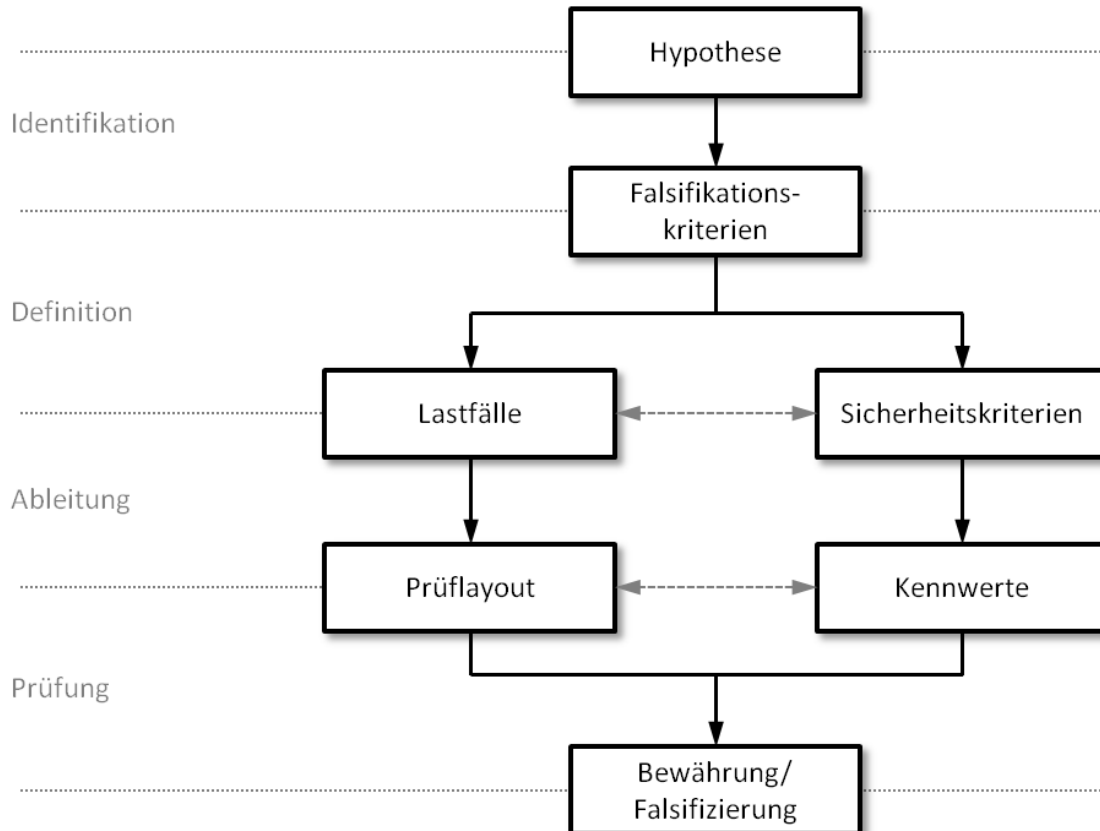 Hypothese
Identifikation
Falsifikations-
kriterien
Definition
Lastfälle
Sicherheitskriterien
Ableitung
Prüflayout
Kennwerte
Prüfung
Bewährung/
Falsifizierung